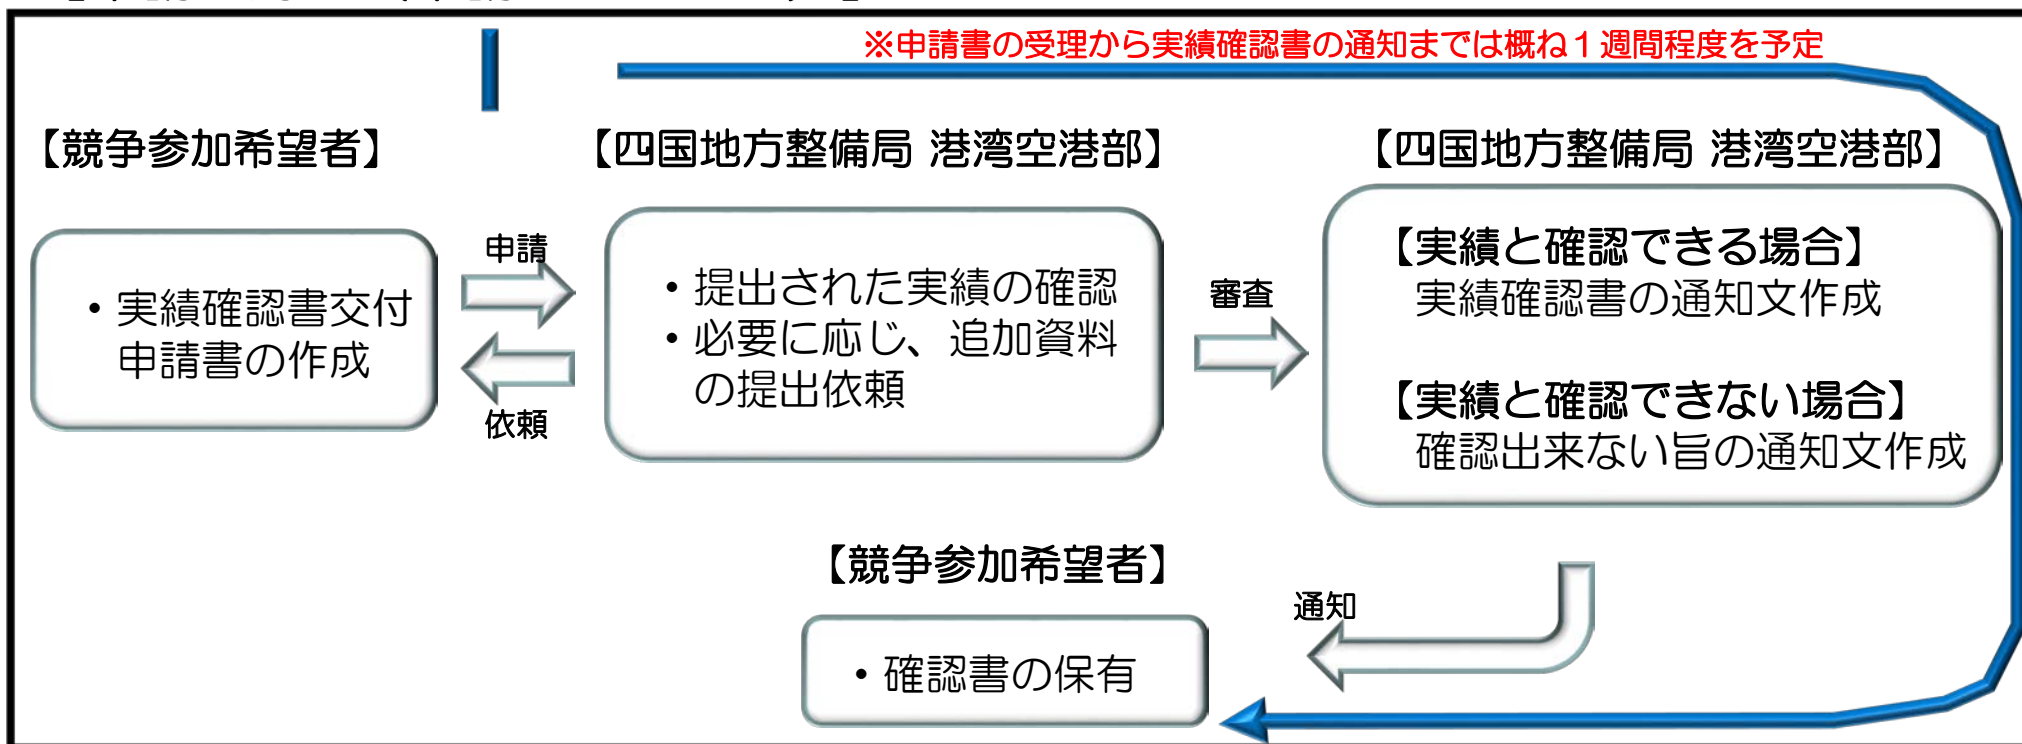 ※申請書の受理から実績確認書の通知までは概ね１週間程度を予定
【競争参加希望者】
・実績確認書交付
申請書の作成
申請
依頼
【四国地方整備局 港湾空港部】
・提出された実績の確認
・必要に応じ、追加資料
の提出依頼
審査
【四国地方整備局 港湾空港部】
【実績と確認できる場合】
実績確認書の通知文作成
【実績と確認できない場合】
確認出来ない旨の通知文作成
通知
【競争参加希望者】
・確認書の保有